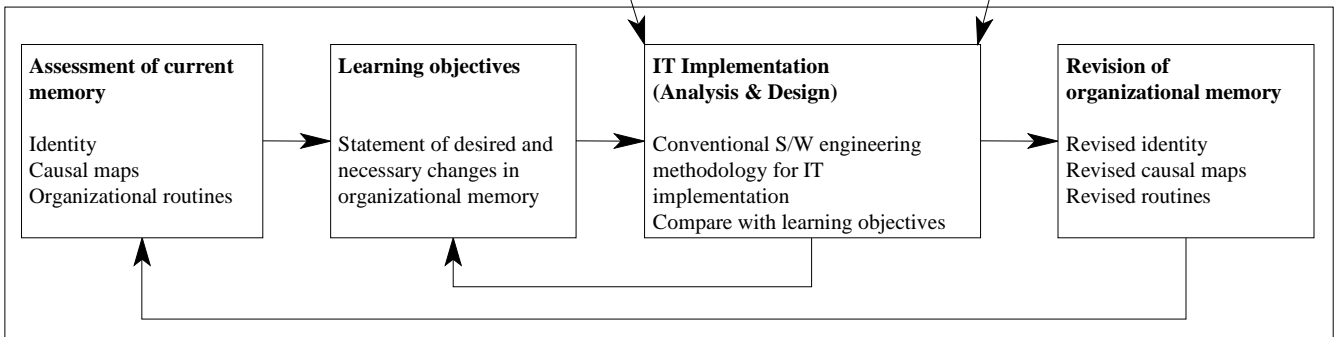 Assessment of current
memory
Identity
Causal maps
Organizational routines
Learning objectives
Statement of desired and
necessary changes in
organizational memory
IT Implementation
(Analysis & Design)
Conventional S/W engineering
methodology for IT
implementation
Compare with learning objectives
Revision of
organizational memory
Revised identity
Revised causal maps
Revised routines